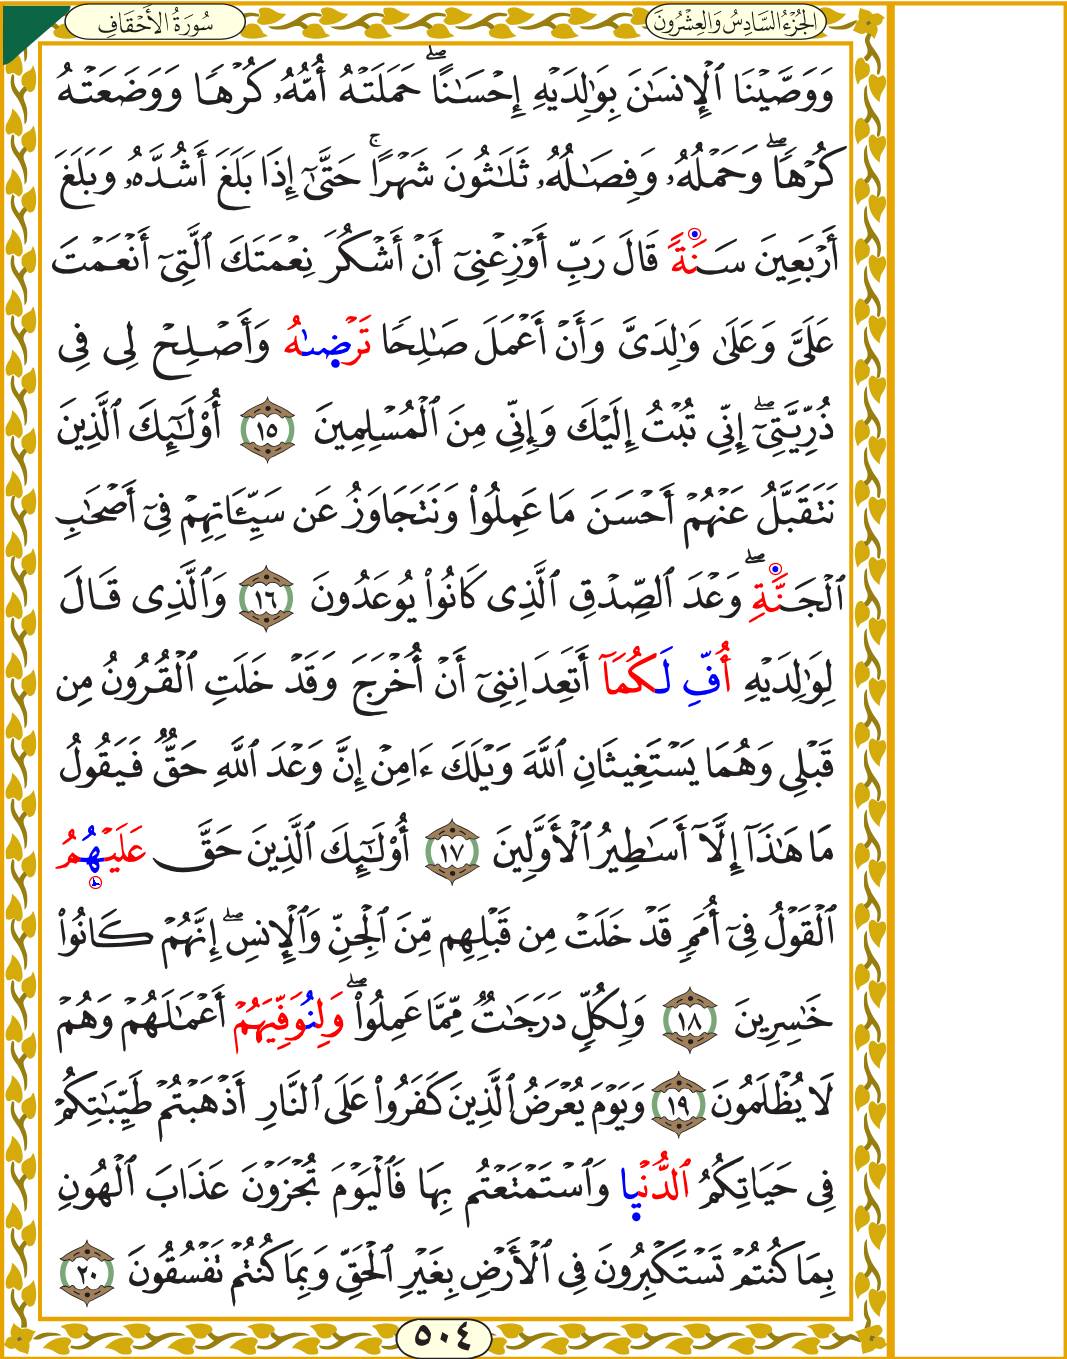 الجُزْءُ السَّادِسُ وَالعِشْرُونَ
سُورَةُ الأَحْقَافِ
وَوَصَّيْنَا ٱلْإِنسَٰنَ بِوَٰلِدَيْهِ إِحْسَٰنًاۖ حَمَلَتْهُ أُمُّهُۥ كُرْهًا وَوَضَعَتْهُ
كُرْهًاۖ وَحَمْلُهُۥ وَفِصَٰلُهُۥ ثَلَٰثُونَ شَهْرًاۚ حَتَّىٰٓ إِذَا بَلَغَ أَشُدَّهُۥ وَبَلَغَ
أَرْبَعِينَ سَنَةً قَالَ رَبِّ أَوْزِعْنِىٓ أَنْ أَشْكُرَ نِعْمَتَكَ ٱلَّتِىٓ أَنْعَمْتَ
عَلَىَّ وَعَلَىٰ وَٰلِدَىَّ وَأَنْ أَعْمَلَ صَٰلِحًا تَرْضىٰهُ وَأَصْلِحْ لِى فِى
ذُرِّيَّتِىٓۖ إِنِّى تُبْتُ إِلَيْكَ وَإِنِّى مِنَ ٱلْمُسْلِمِينَ ١٥ أُو۟لَٰٓئِكَ ٱلَّذِينَ
نَتَقَبَّلُ عَنْهُمْ أَحْسَنَ مَا عَمِلُوا۟ وَنَتَجَاوَزُ عَن سَيِّـَٔاتِهِمْ فِىٓ أَصْحَٰبِ
ٱلْجَنَّةِۖ وَعْدَ ٱلصِّدْقِ ٱلَّذِى كَانُوا۟ يُوعَدُونَ ١٦ وَٱلَّذِى قَالَ
لِوَٰلِدَيْهِ أُفِّ لَكُمَآ أَتَعِدَانِنِىٓ أَنْ أُخْرَجَ وَقَدْ خَلَتِ ٱلْقُرُونُ مِن
قَبْلِى وَهُمَا يَسْتَغِيثَانِ ٱللَّهَ وَيْلَكَ ءَامِنْ إِنَّ وَعْدَ ٱللَّهِ حَقٌّ فَيَقُولُ
مَا هَٰذَآ إِلَّآ أَسَٰطِيرُ ٱلْأَوَّلِينَ ١٧ أُو۟لَٰٓئِكَ ٱلَّذِينَ حَقَّ عَلَيْهُمُ
ٱلْقَوْلُ فِىٓ أُمَمٍ قَدْ خَلَتْ مِن قَبْلِهِم مِّنَ ٱلْجِنِّ وَٱلْإِنسِۖ إِنَّهُمْ كَانُوا۟
خَٰسِرِينَ ١٨ وَلِكُلٍّ دَرَجَٰتٌ مِّمَّا عَمِلُوا۟ۖ وَلِنُوَفِّيَهُمْ أَعْمَٰلَهُمْ وَهُمْ
لَا يُظْلَمُونَ ١٩ وَيَوْمَ يُعْرَضُ ٱلَّذِينَ كَفَرُوا۟ عَلَى ٱلنَّارِ أَذْهَبْتُمْ طَيِّبَٰتِكُمْ
فِى حَيَاتِكُمُ ٱلدُّنْيا وَٱسْتَمْتَعْتُم بِهَا فَٱلْيَوْمَ تُجْزَوْنَ عَذَابَ ٱلْهُونِ
بِمَا كُنتُمْ تَسْتَكْبِرُونَ فِى ٱلْأَرْضِ بِغَيْرِ ٱلْحَقِّ وَبِمَا كُنتُمْ تَفْسُقُونَ ٢٠
٥٠٤